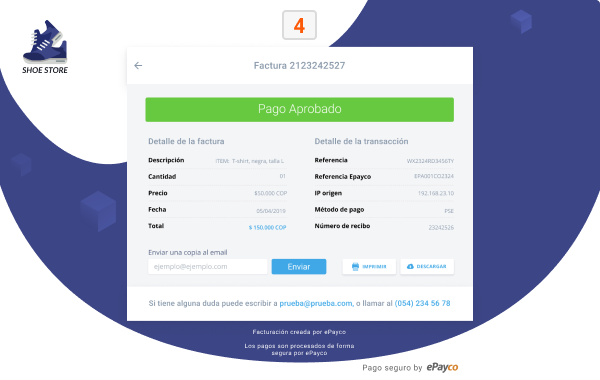 4
SHOE STORE
Factura 2123242527
Pago Aprobado
Detalle de la factura
Descripción ITEM: T-shirt, negra, talla L
Cantidad 01
Precio $50.000 COP
Fecha 05/04/2019
Total $ 150.000 COP
Detalle de la transacción
Referencia WX2324RD34567Y
Referencia Epayco EPAYBI1CO2324
IP origen 192.168.23.10
Método de pago PSE
Número de recibo 23242526
Enviar una copia al email
ejemplo@ejemplo.com Enviar IMPRIMIR DESCARGAR
Si tiene alguna duda puede escribir a prueba@prueba.com, o llamar al (054) 234 56 78
Facturación creada por ePayco
Los pagos son procesados de forma
segura por ePayco
Pago seguro by ePayco